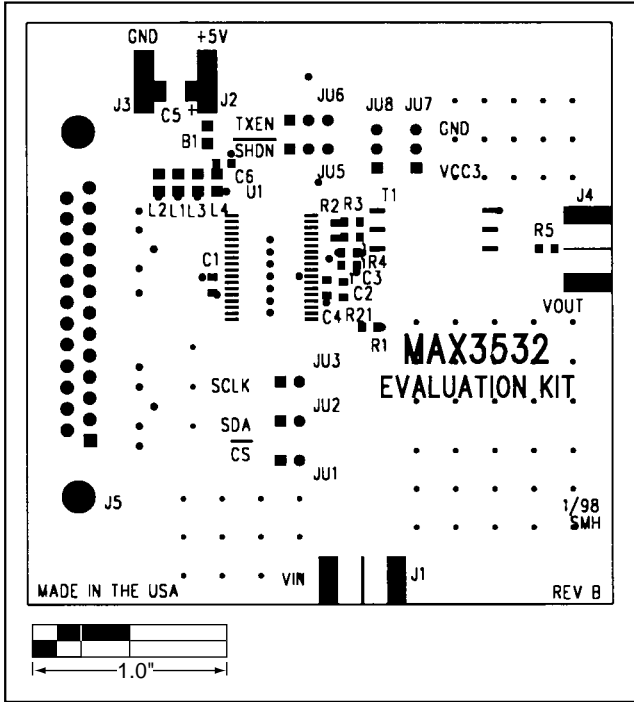 GND +5V
J3 C5 + J2
JU6 JU8 JU7
TXEN GND
B1 SHDN
C6 JU5 VCC3
U1 T1 J4
L2 L1 L3 L4 R2 R3
R5
C1 R4
C3
C2 VOUT
C4 R21
R1
MAX3532
EVALUATION KIT
JU3
SCLK
JU2
SDA
CS
JU1
J5 1/98
SMH
VIN J1
MADE IN THE USA REV B
1.0"